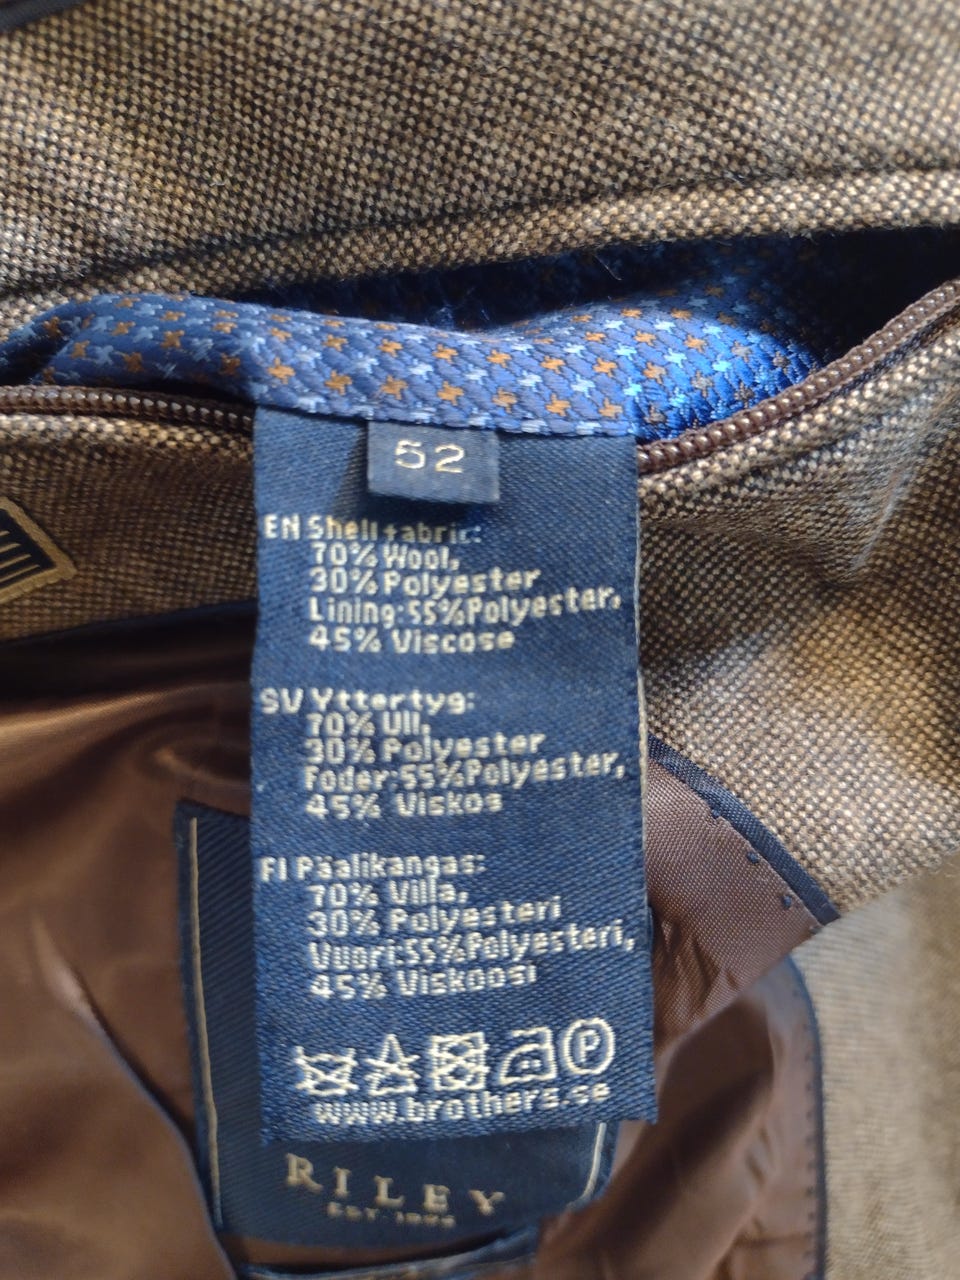 52
EN Shell fabric:
70% Wool,
30% Polyester
Lining:55%Polyester,
45% Viscose
SV Yttertyg:
70% Ull,
30% Polyester
Foder:55%Polyester,
45% Viskos
FI Päälikangas:
70% Villa,
30% Polyesteri
Vuori:55%Polyesteri,
45% Viskoosi
P
www.brothers.se
RILEY
EST.